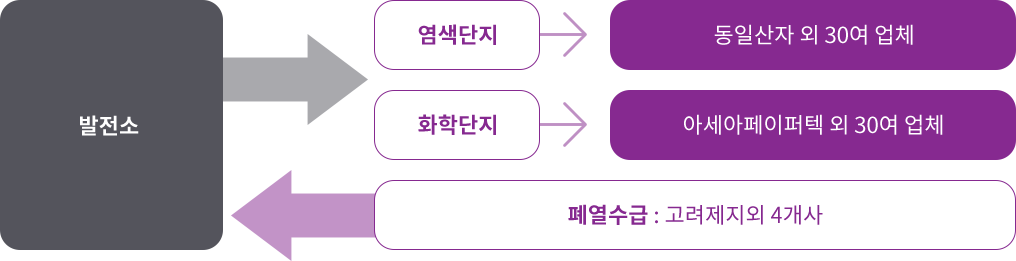 발전소
염색단지
동일산자 외 30여 업체
화학단지
아세아페이퍼텍 외 30여 업체
폐열수급 : 고려제지외 4개사